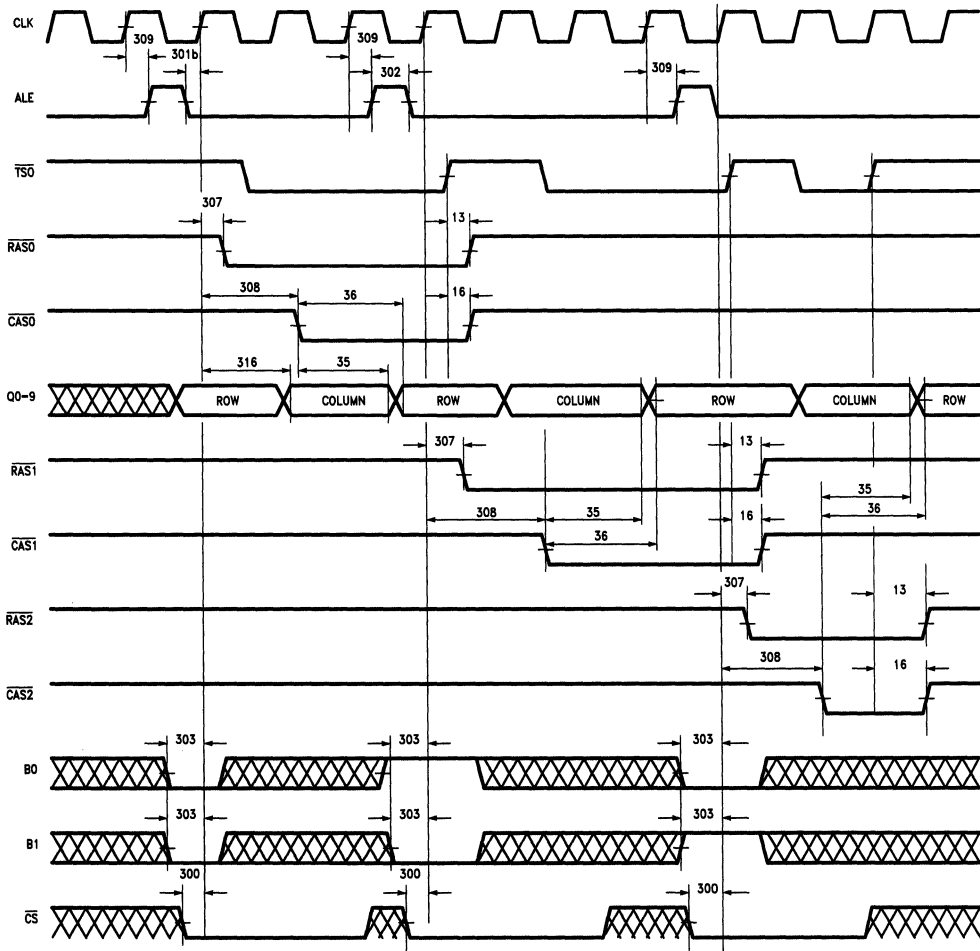 CLK
309
301b
309
302
309
ALE
TS0
307
13
RAS0
308
36
16
CAS0
316
35
Q0-9
ROW
COLUMN
ROW
COLUMN
ROW
COLUMN
ROW
307
13
RAS1
35
308
35
16
36
36
CAS1
307
13
RAS2
308
16
CAS2
303
303
303
B0
303
303
303
B1
300
300
300
CS